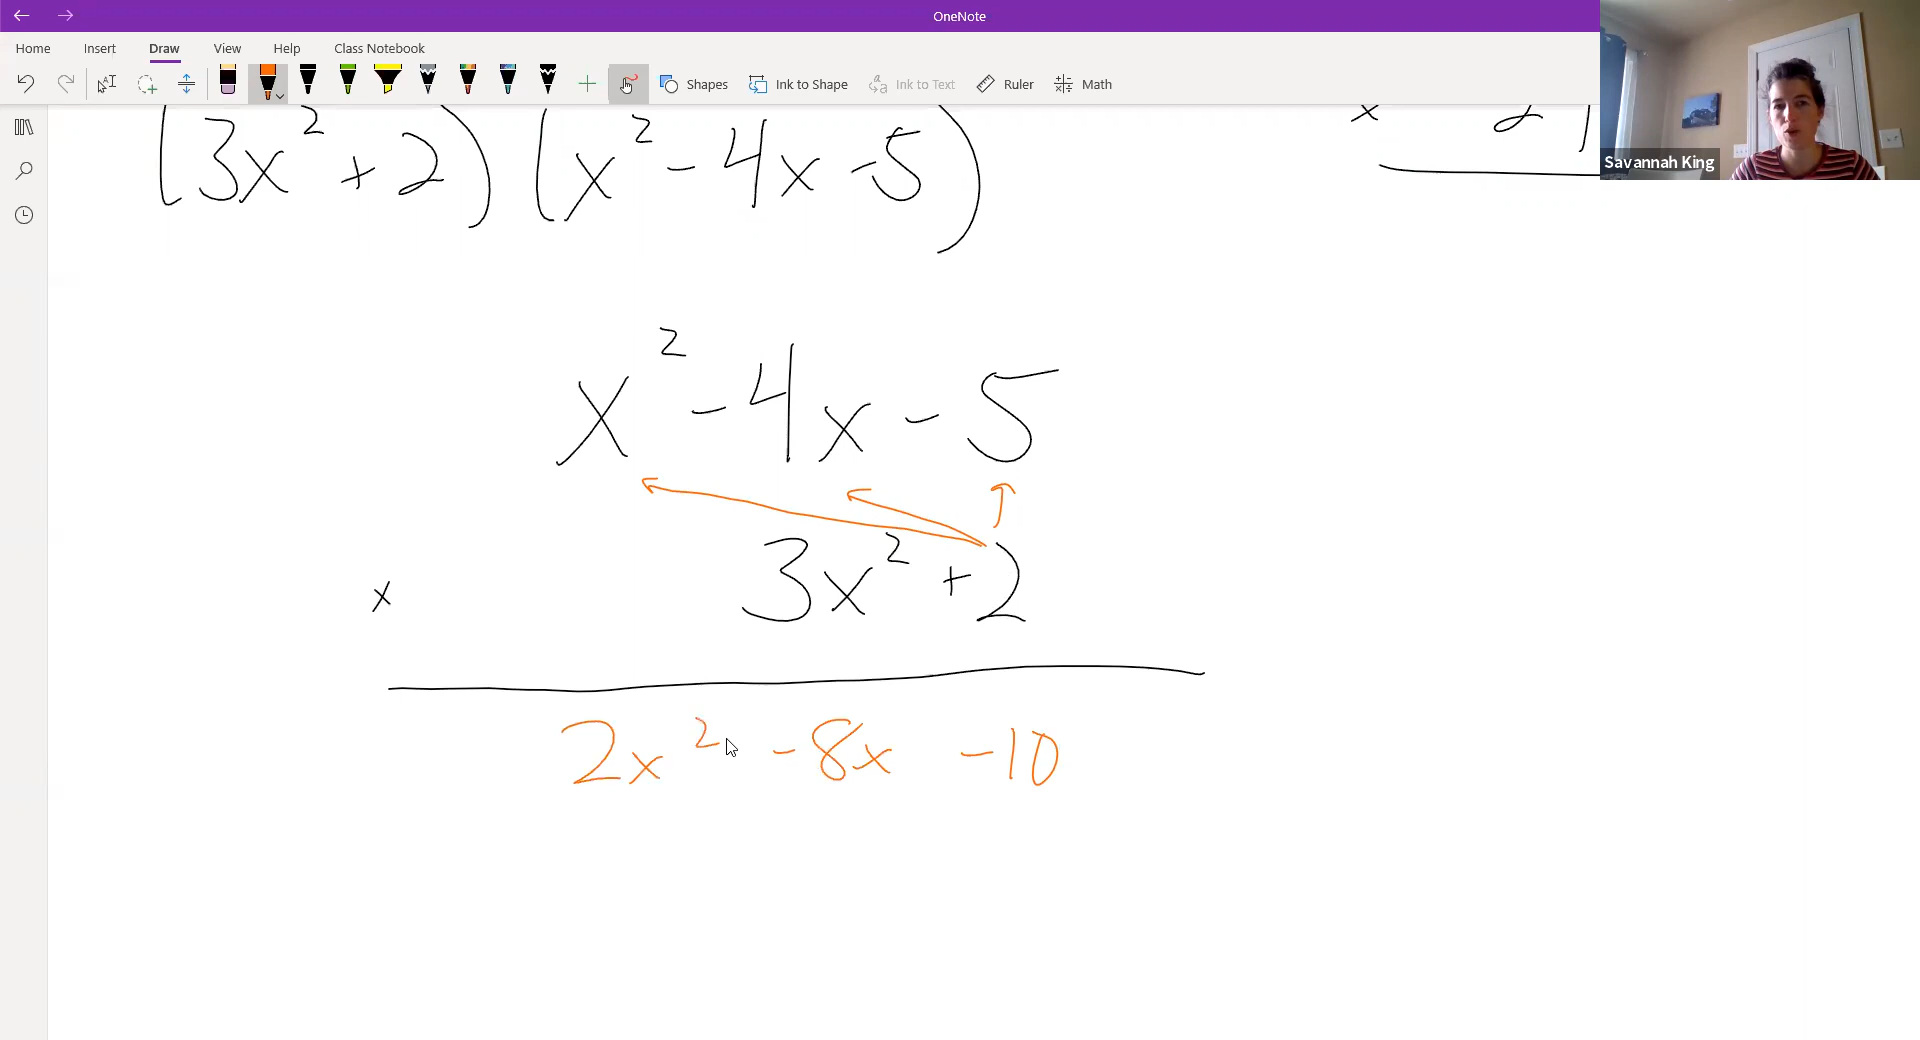 OneNote
Home Insert Draw View Help Class Notebook
Shapes Ink to Shape Ink to Text Ruler Math
(3x² + 2)(x² - 4x - 5)
Savannah King
x² - 4x - 5
x 3x² + 2
2x² - 8x - 10